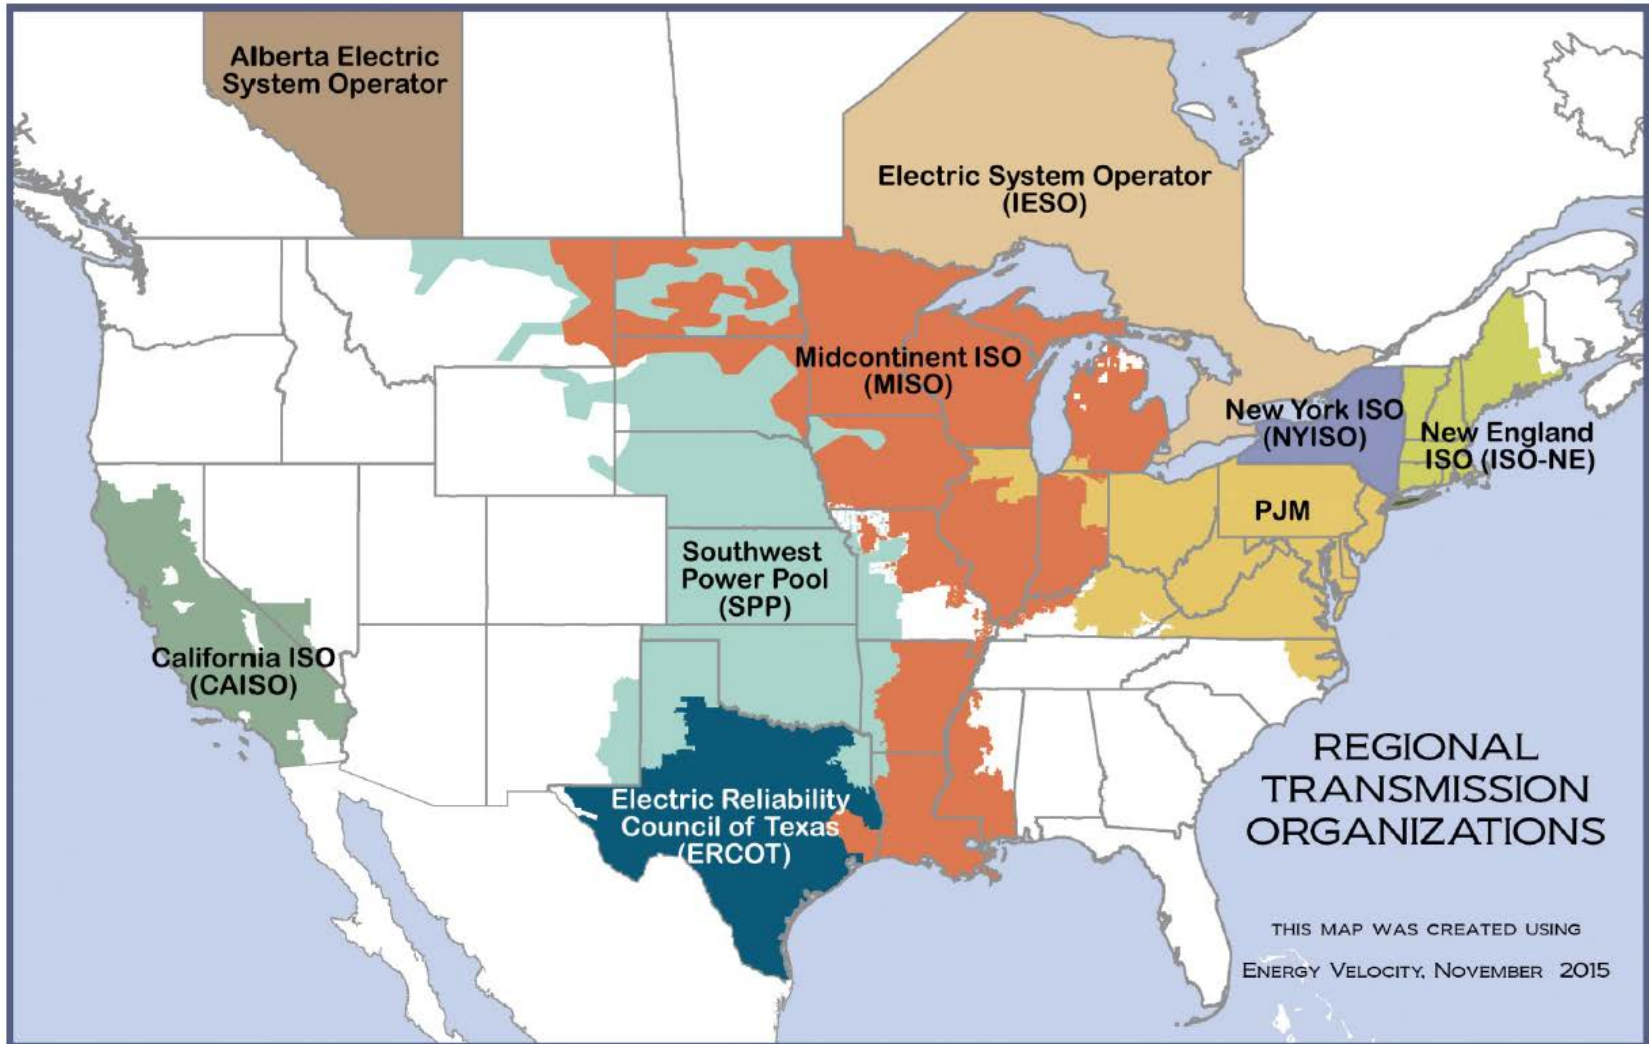 Alberta Electric
System Operator
Electric System Operator
(IESO)
Midcontinent ISO
(MISO)
New York ISO
(NYISO)
New England
ISO (ISO-NE)
PJM
Southwest
Power Pool
(SPP)
California ISO
(CAISO)
Electric Reliability
Council of Texas
(ERCOT)
REGIONAL
TRANSMISSION
ORGANIZATIONS
THIS MAP WAS CREATED USING
ENERGY VELOCITY, NOVEMBER 2015